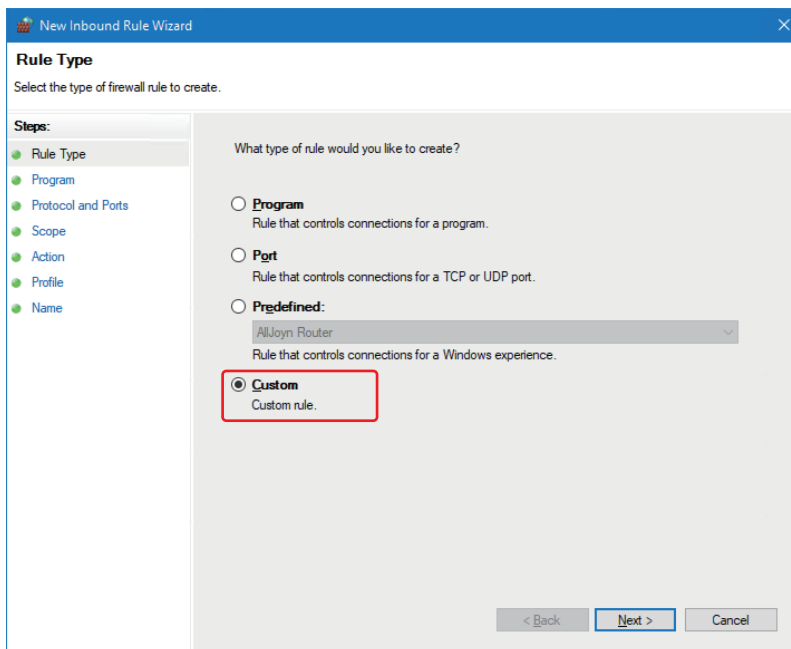 New Inbound Rule Wizard
Rule Type
Select the type of firewall rule to create.
Steps:
Rule Type
Program
Protocol and Ports
Scope
Action
Profile
Name
What type of rule would you like to create?
Program
Rule that controls connections for a program.
Port
Rule that controls connections for a TCP or UDP port.
Predefined:
AllJoyn Router
Rule that controls connections for a Windows experience.
Custom
Custom rule.
< Back
Next >
Cancel